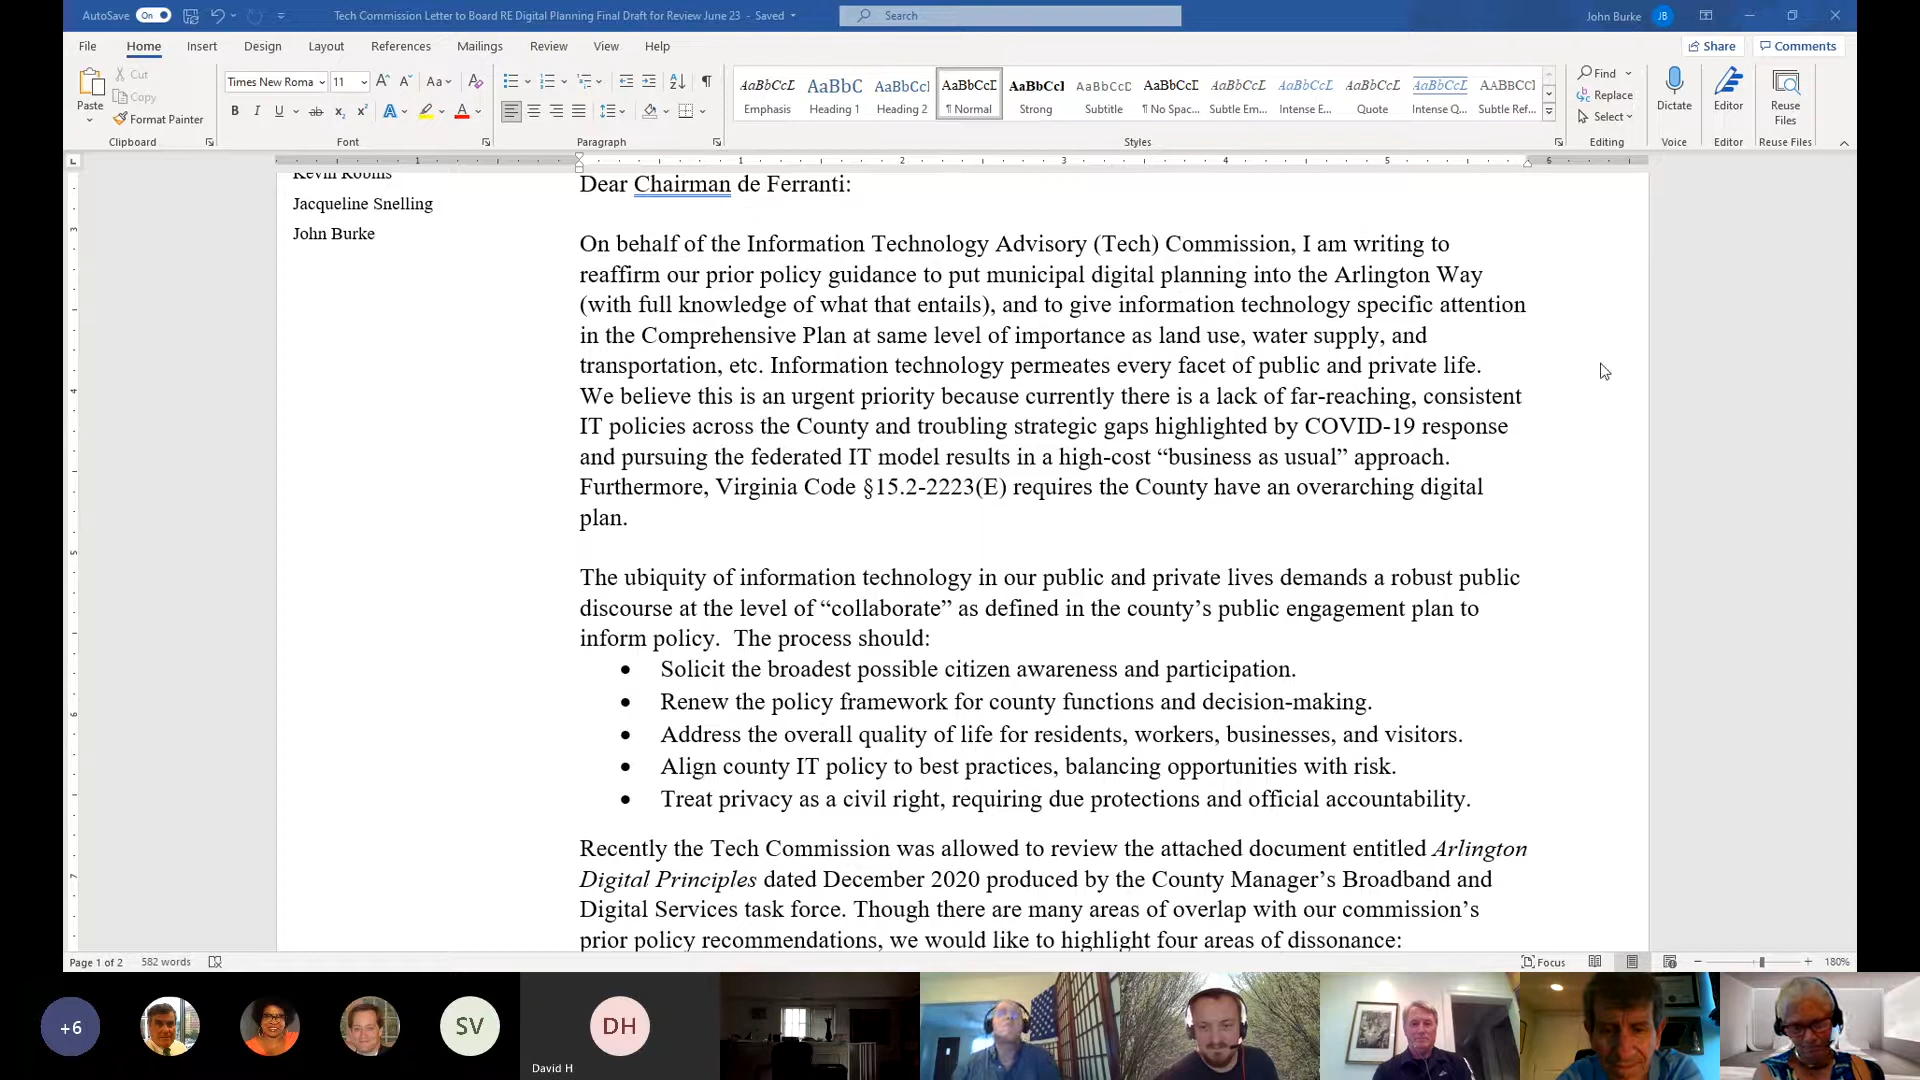 AutoSave On
Tech Commission Letter to Board RE Digital Planning Final Draft for Review June 23 - Saved
Search
John Burke JB
File Home Insert Design Layout References Mailings Review View Help
Share Comments
Paste
Cut
Copy
Format Painter
Clipboard
Times New Roma 11
Font
Paragraph
AaBbCcL AaBbC AaBbCcI AaBbCcI AaBbCcI AaBbCcD AaBbCcI AaBbCcL AaBbCcL AaBbCcL AaBbCcL AABBCCI
Emphasis Heading 1 Heading 2 ¶ Normal Strong Subtitle ¶ No Spac... Subtle Em... Intense E... Quote Intense Q... Subtle Ref...
Styles
Find
Replace
Select
Editing
Dictate
Voice
Editor
Editor
Reuse Files
Reuse Files
Kevin Robins
Jacqueline Snelling
John Burke
Dear Chairman de Ferranti:
On behalf of the Information Technology Advisory (Tech) Commission, I am writing to
reaffirm our prior policy guidance to put municipal digital planning into the Arlington Way
(with full knowledge of what that entails), and to give information technology specific attention
in the Comprehensive Plan at same level of importance as land use, water supply, and
transportation, etc. Information technology permeates every facet of public and private life.
We believe this is an urgent priority because currently there is a lack of far-reaching, consistent
IT policies across the County and troubling strategic gaps highlighted by COVID-19 response
and pursuing the federated IT model results in a high-cost “business as usual” approach.
Furthermore, Virginia Code §15.2-2223(E) requires the County have an overarching digital
plan.
The ubiquity of information technology in our public and private lives demands a robust public
discourse at the level of “collaborate” as defined in the county’s public engagement plan to
inform policy.  The process should:
• Solicit the broadest possible citizen awareness and participation.
• Renew the policy framework for county functions and decision-making.
• Address the overall quality of life for residents, workers, businesses, and visitors.
• Align county IT policy to best practices, balancing opportunities with risk.
• Treat privacy as a civil right, requiring due protections and official accountability.
Recently the Tech Commission was allowed to review the attached document entitled Arlington
Digital Principles dated December 2020 produced by the County Manager’s Broadband and
Digital Services task force. Though there are many areas of overlap with our commission’s
prior policy recommendations, we would like to highlight four areas of dissonance:
Page 1 of 2 582 words
Focus
180%
+6
SV
DH
David H